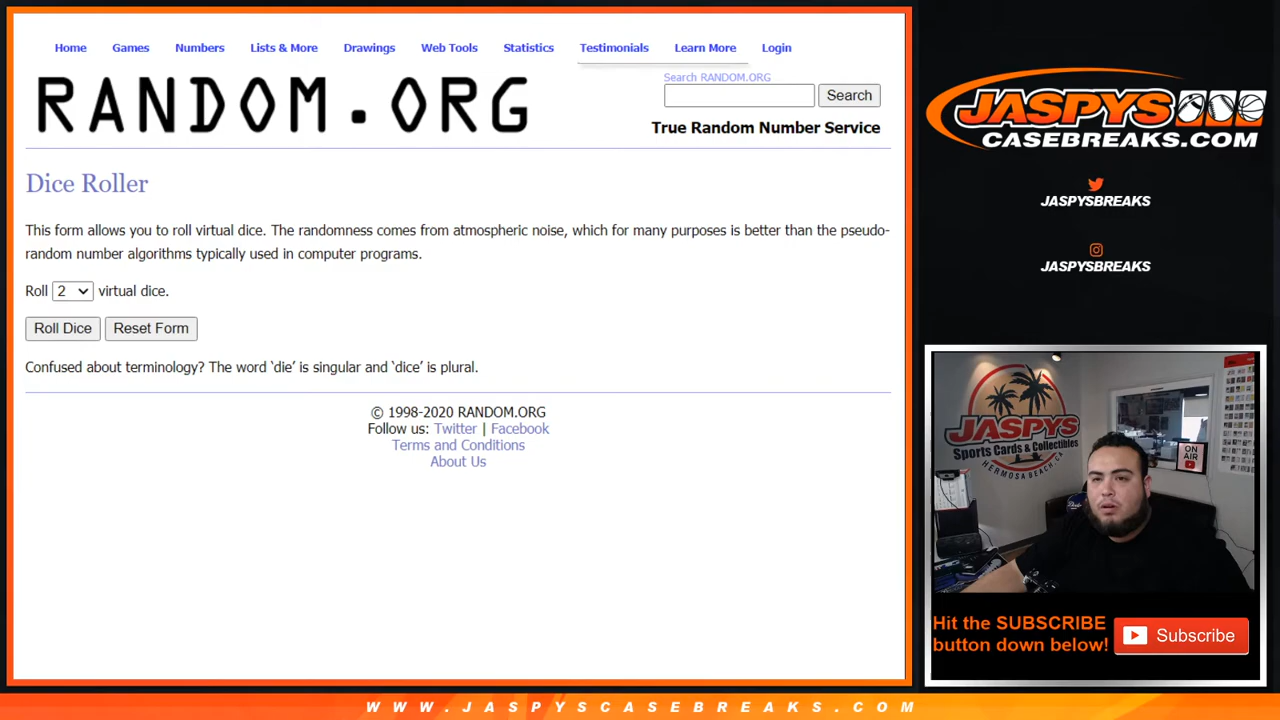 Home Games Numbers Lists & More Drawings Web Tools Statistics Testimonials Learn More Login
RANDOM.ORG
Search RANDOM.ORG
Search
True Random Number Service
Dice Roller
This form allows you to roll virtual dice. The randomness comes from atmospheric noise, which for many purposes is better than the pseudo-
random number algorithms typically used in computer programs.
Roll 2 virtual dice.
Roll Dice Reset Form
Confused about terminology? The word ‘die’ is singular and ‘dice’ is plural.
© 1998-2020 RANDOM.ORG
Follow us: Twitter | Facebook
Terms and Conditions
About Us
JASPYS
CASEBREAKS.COM
JASPYSBREAKS
JASPYSBREAKS
JASPYS
Sports Cards & Collectibles
HERMOSA BEACH, CA
ON
AIR
Hit the SUBSCRIBE
button down below!
Subscribe
WWW.JASPYSCASEBREAKS.COM